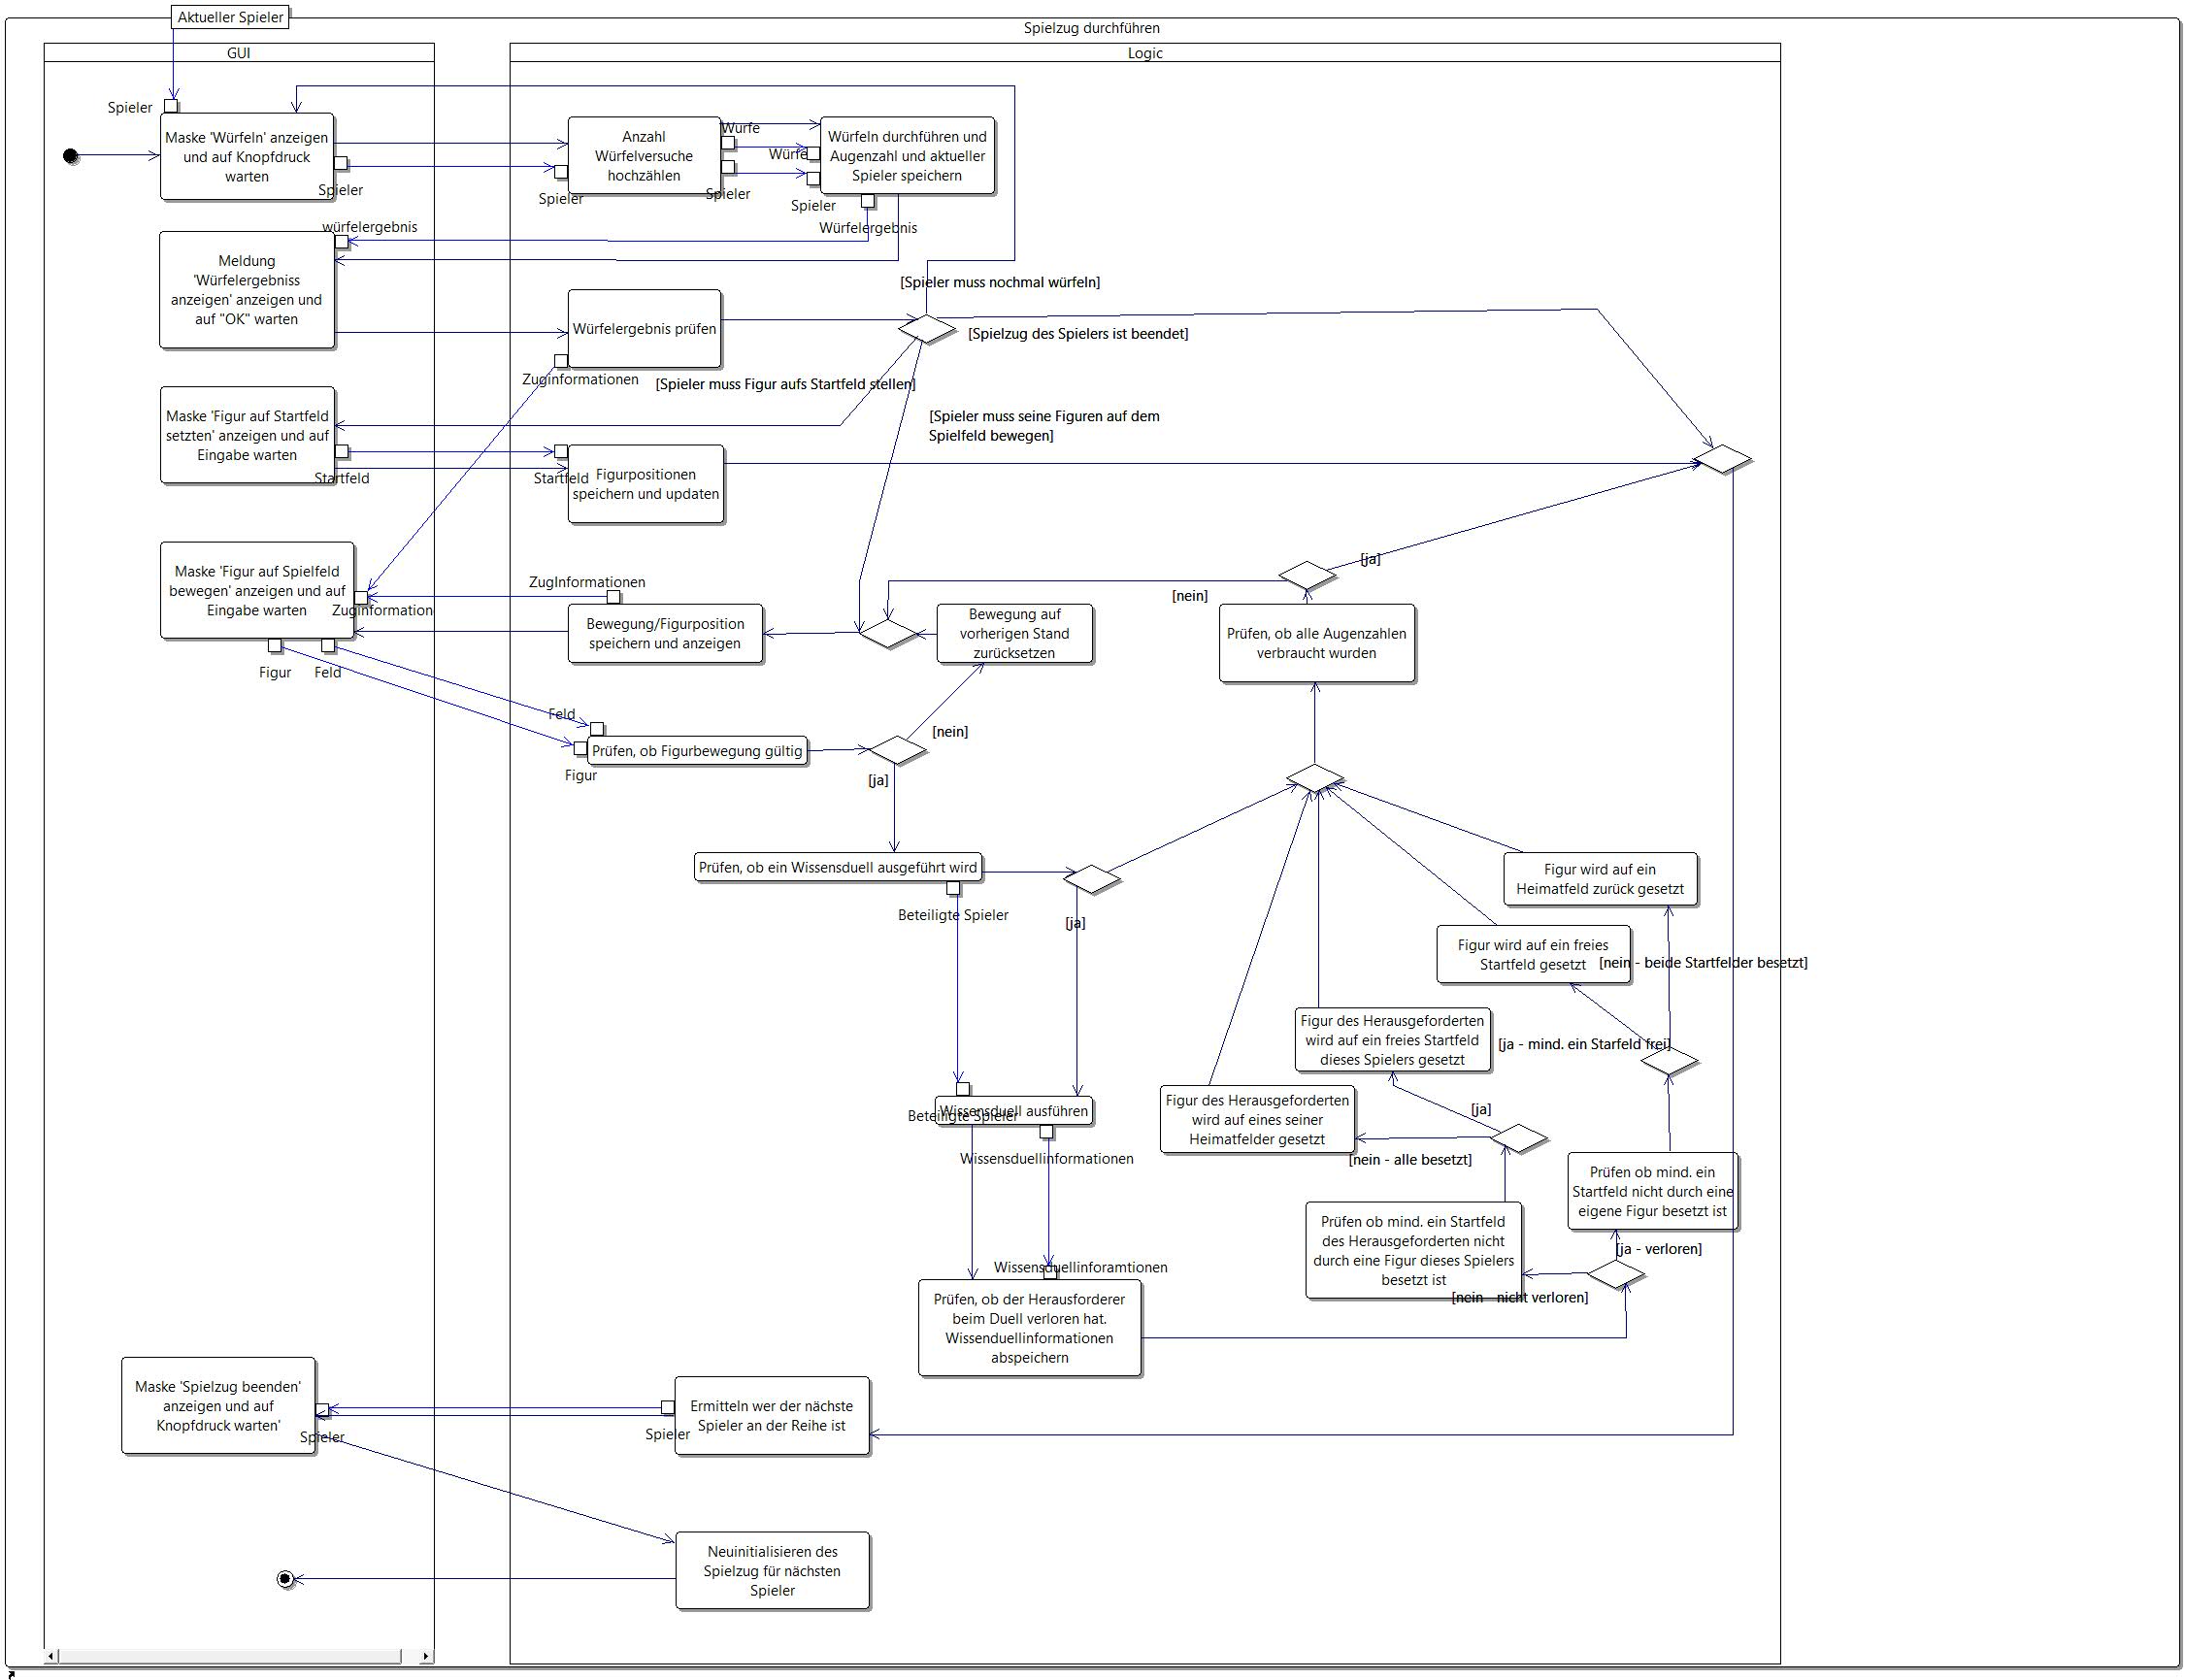 Aktueller Spieler
Spielzug durchführen
GUI
Logic
Spieler
Maske 'Würfeln' anzeigen
und auf Knopfdruck
warten
Spieler
Anzahl
Würfelversuche
hochzählen
Spieler
Würfe
Würfe
Spieler
Würfeln durchführen und
Augenzahl und aktueller
Spieler speichern
Spieler
Würfelergebnis
würfelergebnis
Meldung
'Würfelergebniss
anzeigen' anzeigen und
auf "OK" warten
[Spieler muss nochmal würfeln]
Würfelergebnis prüfen
[Spielzug des Spielers ist beendet]
Zuginformationen
[Spieler muss Figur aufs Startfeld stellen]
Maske 'Figur auf Startfeld
setzten' anzeigen und auf
Eingabe warten
Startfeld
[Spieler muss seine Figuren auf dem
Spielfeld bewegen]
Startfeld
Figurpositionen
speichern und updaten
Maske 'Figur auf Spielfeld
bewegen' anzeigen und auf
Eingabe warten
Zuginformation
ZugInformationen
[ja]
[nein]
Bewegung/Figurposition
speichern und anzeigen
Bewegung auf
vorherigen Stand
zurücksetzen
Prüfen, ob alle Augenzahlen
verbraucht wurden
Figur
Feld
Feld
Prüfen, ob Figurbewegung gültig
Figur
[nein]
[ja]
Prüfen, ob ein Wissensduell ausgeführt wird
Beteiligte Spieler
[ja]
Figur wird auf ein
Heimatfeld zurück gesetzt
Figur wird auf ein freies
Startfeld gesetzt
[nein - beide Startfelder besetzt]
Figur des Herausgeforderten
wird auf ein freies Startfeld
dieses Spielers gesetzt
[ja - mind. ein Starfeld frei]
Wissensduell ausführen
Beteiligte Spieler
Wissensduellinformationen
Figur des Herausgeforderten
wird auf eines seiner
Heimatfelder gesetzt
[ja]
[nein - alle besetzt]
Prüfen ob mind. ein
Startfeld nicht durch eine
eigene Figur besetzt ist
Prüfen ob mind. ein Startfeld
des Herausgeforderten nicht
durch eine Figur dieses Spielers
besetzt ist
[ja - verloren]
[nein - nicht verloren]
Wissensduellinforamtionen
Prüfen, ob der Herausforderer
beim Duell verloren hat.
Wissenduellinformationen
abspeichern
Maske 'Spielzug beenden'
anzeigen und auf
Knopfdruck warten'
Spieler
Spieler
Ermitteln wer der nächste
Spieler an der Reihe ist
Neuinitialisieren des
Spielzug für nächsten
Spieler